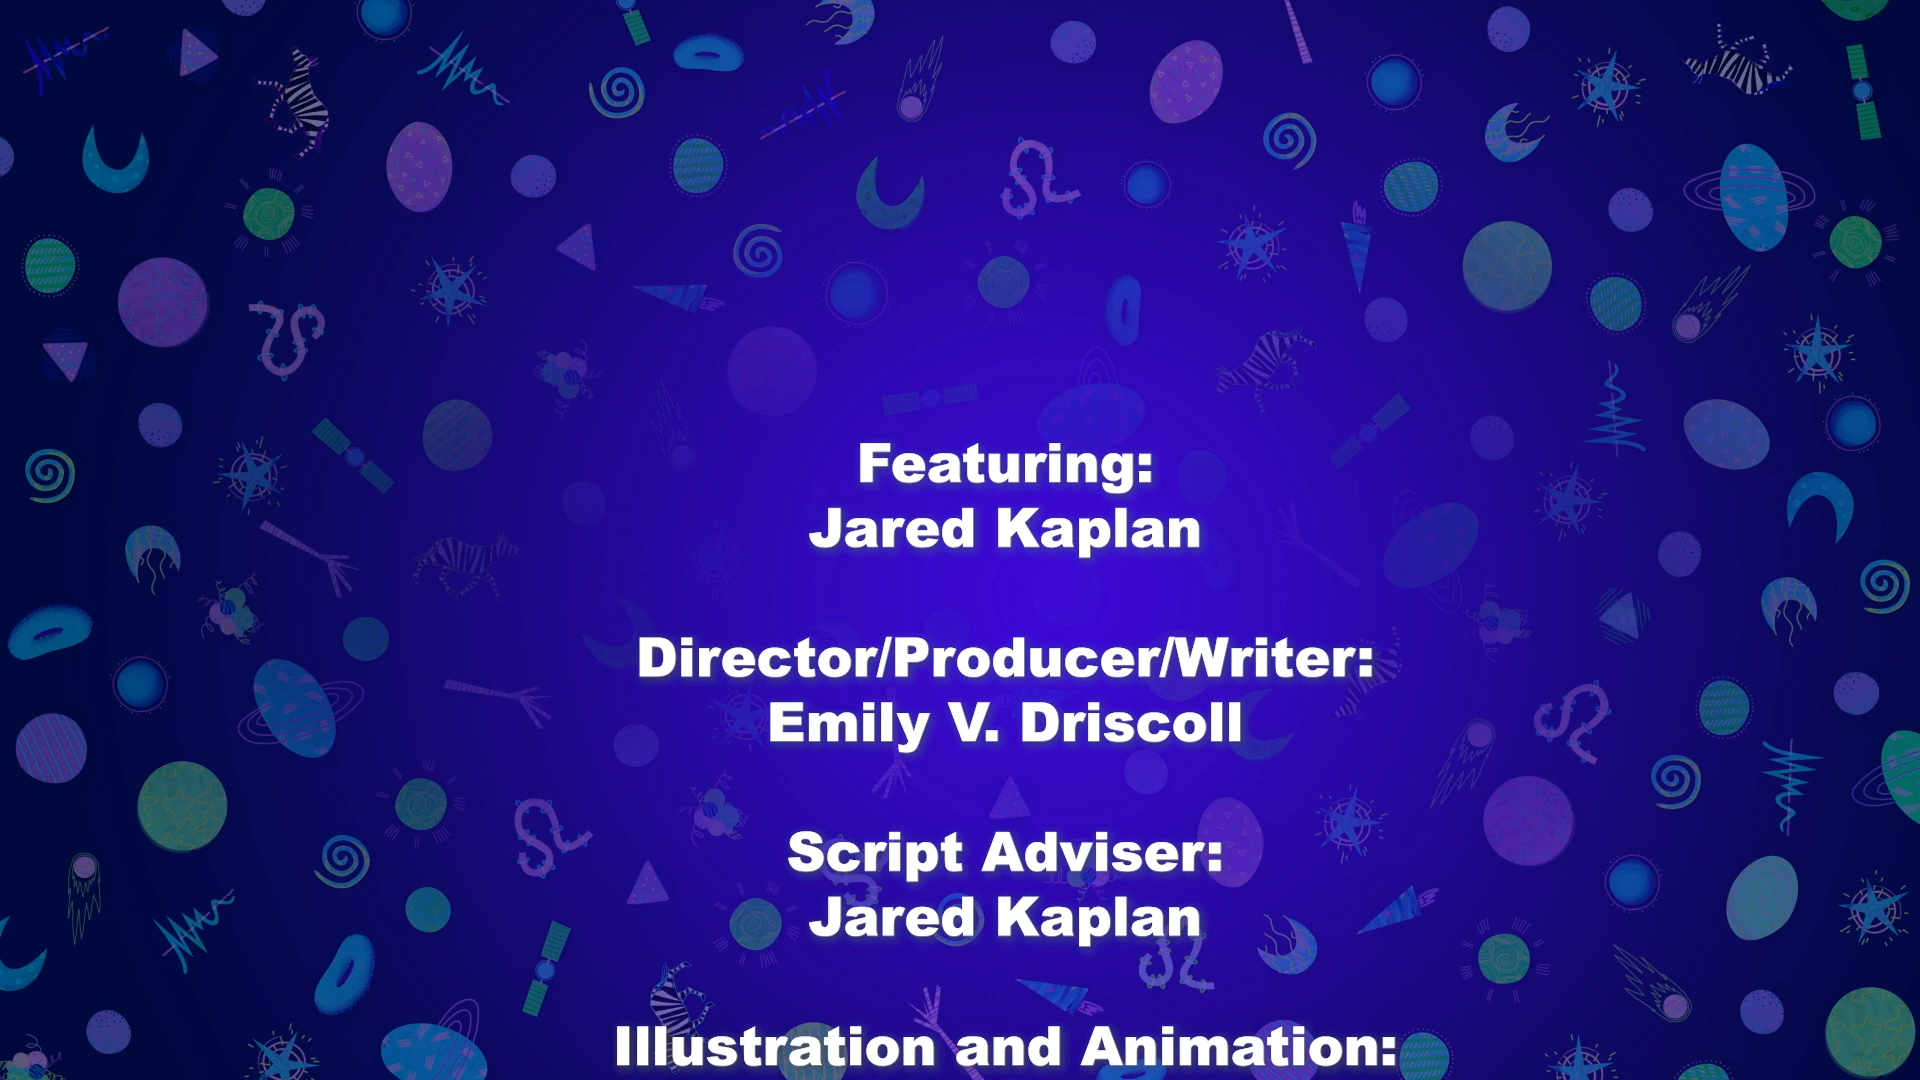 Featuring:
Jared Kaplan
Director/Producer/Writer:
Emily V. Driscoll
Script Adviser:
Jared Kaplan
Illustration and Animation: